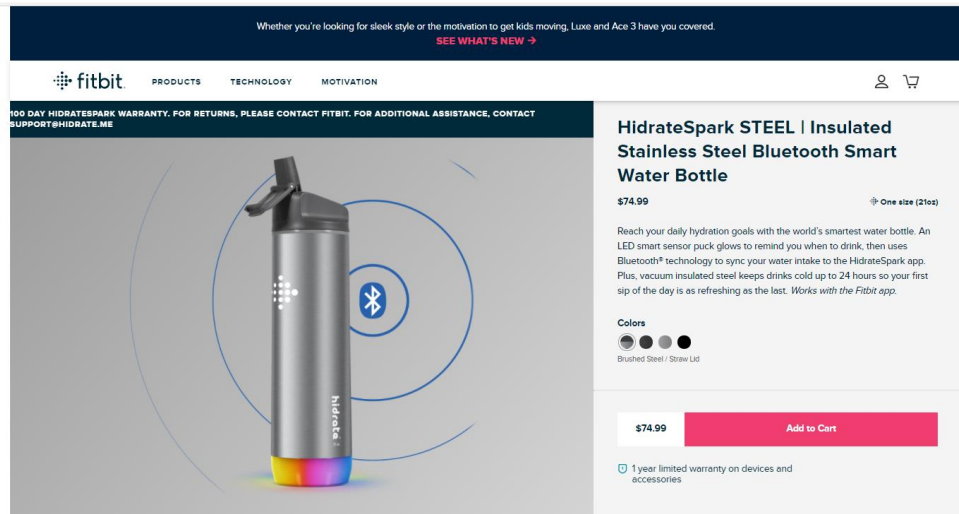 Whether you're looking for sleek style or the motivation to get kids moving, Luxe and Ace 3 have you covered.
SEE WHAT'S NEW →
fitbit
PRODUCTS
TECHNOLOGY
MOTIVATION
100 DAY HIDRATESPARK WARRANTY. FOR RETURNS, PLEASE CONTACT FITBIT. FOR ADDITIONAL ASSISTANCE, CONTACT
SUPPORT@HIDRATE.ME
hidrate
HidrateSpark STEEL | Insulated
Stainless Steel Bluetooth Smart
Water Bottle
$74.99
One size (21oz)
Reach your daily hydration goals with the world's smartest water bottle. An
LED smart sensor puck glows to remind you when to drink, then uses
Bluetooth® technology to sync your water intake to the HidrateSpark app.
Plus, vacuum insulated steel keeps drinks cold up to 24 hours so your first
sip of the day is as refreshing as the last. Works with the Fitbit app.
Colors
Brushed Steel / Straw Lid
$74.99
Add to Cart
1 year limited warranty on devices and
accessories